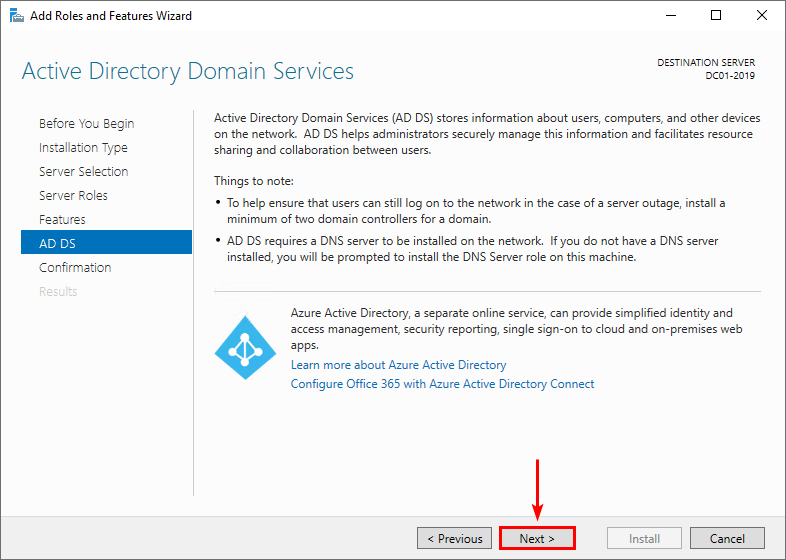 Add Roles and Features Wizard
Active Directory Domain Services
DESTINATION SERVER
DC01-2019
Before You Begin
Installation Type
Server Selection
Server Roles
Features
AD DS
Confirmation
Results
Active Directory Domain Services (AD DS) stores information about users, computers, and other devices
on the network. AD DS helps administrators securely manage this information and facilitates resource
sharing and collaboration between users.
Things to note:
• To help ensure that users can still log on to the network in the case of a server outage, install a
minimum of two domain controllers for a domain.
• AD DS requires a DNS server to be installed on the network. If you do not have a DNS server
installed, you will be prompted to install the DNS Server role on this machine.
Azure Active Directory, a separate online service, can provide simplified identity and
access management, security reporting, single sign-on to cloud and on-premises web
apps.
Learn more about Azure Active Directory
Configure Office 365 with Azure Active Directory Connect
< Previous
Next >
Install
Cancel